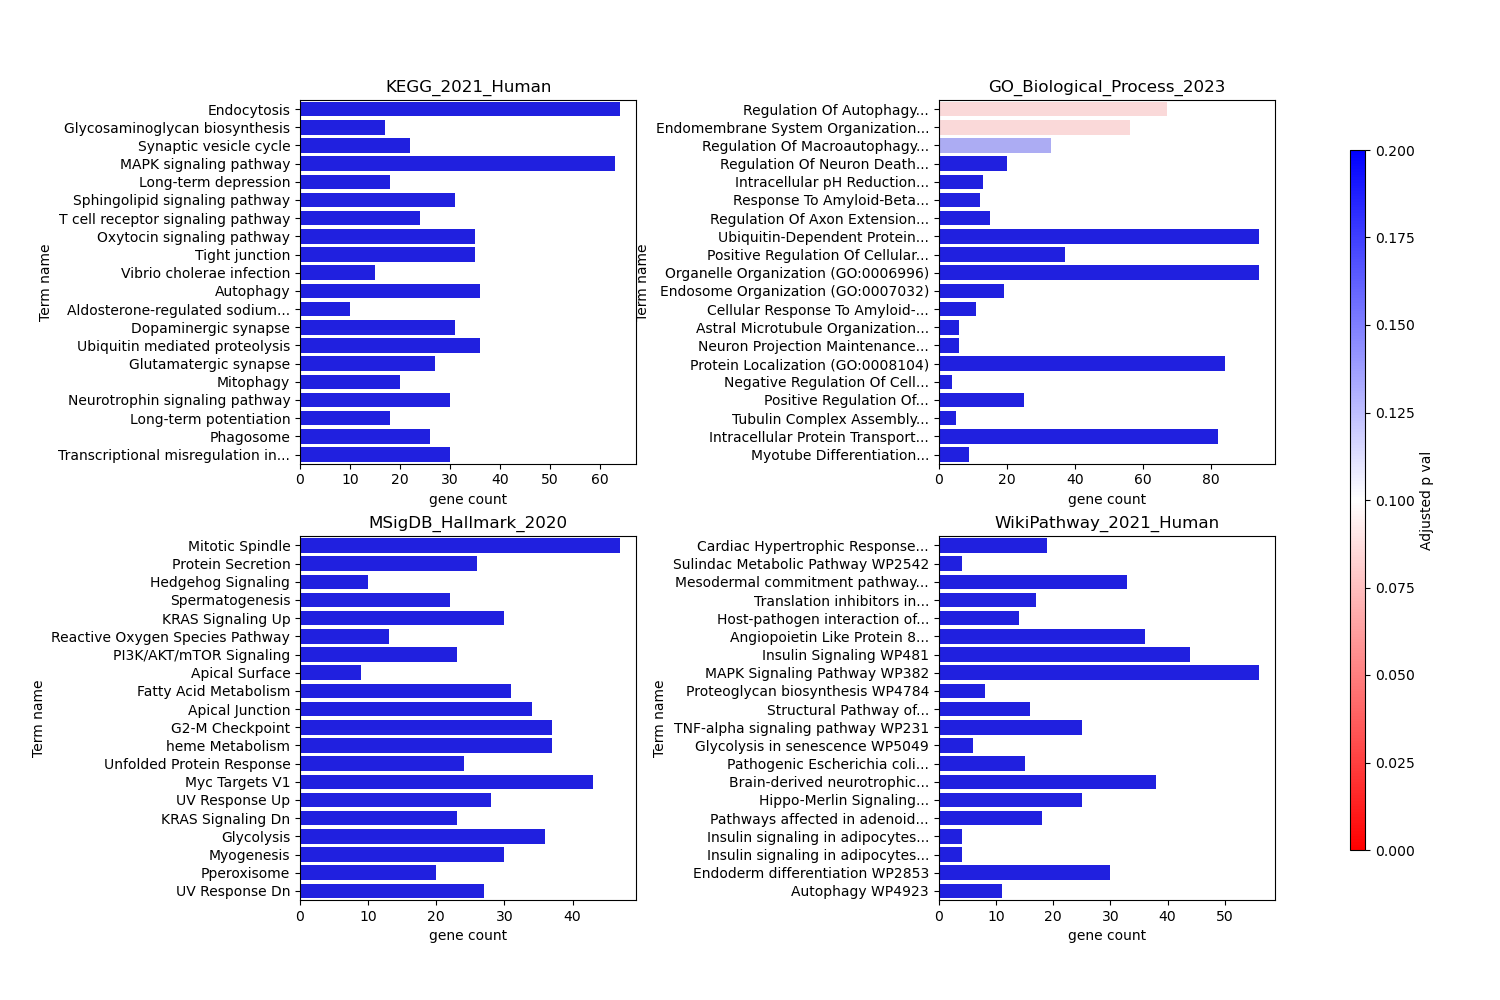 KEGG_2021_Human
Term name
Endocytosis
Glycosaminoglycan biosynthesis
Synaptic vesicle cycle
MAPK signaling pathway
Long-term depression
Sphingolipid signaling pathway
T cell receptor signaling pathway
Oxytocin signaling pathway
Tight junction
Vibrio cholerae infection
Autophagy
Aldosterone-regulated sodium...
Dopaminergic synapse
Ubiquitin mediated proteolysis
Glutamatergic synapse
Mitophagy
Neurotrophin signaling pathway
Long-term potentiation
Phagosome
Transcriptional misregulation in...
0 10 20 30 40 50 60
gene count
GO_Biological_Process_2023
Term name
Regulation Of Autophagy...
Endomembrane System Organization...
Regulation Of Macroautophagy...
Regulation Of Neuron Death...
Intracellular pH Reduction...
Response To Amyloid-Beta...
Regulation Of Axon Extension...
Ubiquitin-Dependent Protein...
Positive Regulation Of Cellular...
Organelle Organization (GO:0006996)
Endosome Organization (GO:0007032)
Cellular Response To Amyloid-...
Astral Microtubule Organization...
Neuron Projection Maintenance...
Protein Localization (GO:0008104)
Negative Regulation Of Cell...
Positive Regulation Of...
Tubulin Complex Assembly...
Intracellular Protein Transport...
Myotube Differentiation...
0 20 40 60 80
gene count
MSigDB_Hallmark_2020
Term name
Mitotic Spindle
Protein Secretion
Hedgehog Signaling
Spermatogenesis
KRAS Signaling Up
Reactive Oxygen Species Pathway
PI3K/AKT/mTOR Signaling
Apical Surface
Fatty Acid Metabolism
Apical Junction
G2-M Checkpoint
heme Metabolism
Unfolded Protein Response
Myc Targets V1
UV Response Up
KRAS Signaling Dn
Glycolysis
Myogenesis
Pperoxisome
UV Response Dn
0 10 20 30 40
gene count
WikiPathway_2021_Human
Term name
Cardiac Hypertrophic Response...
Sulindac Metabolic Pathway WP2542
Mesodermal commitment pathway...
Translation inhibitors in...
Host-pathogen interaction of...
Angiopoietin Like Protein 8...
Insulin Signaling WP481
MAPK Signaling Pathway WP382
Proteoglycan biosynthesis WP4784
Structural Pathway of...
TNF-alpha signaling pathway WP231
Glycolysis in senescence WP5049
Pathogenic Escherichia coli...
Brain-derived neurotrophic...
Hippo-Merlin Signaling...
Pathways affected in adenoid...
Insulin signaling in adipocytes...
Insulin signaling in adipocytes...
Endoderm differentiation WP2853
Autophagy WP4923
0 10 20 30 40 50
gene count
0.200
0.175
0.150
0.125
0.100
0.075
0.050
0.025
0.000
Adjusted p val